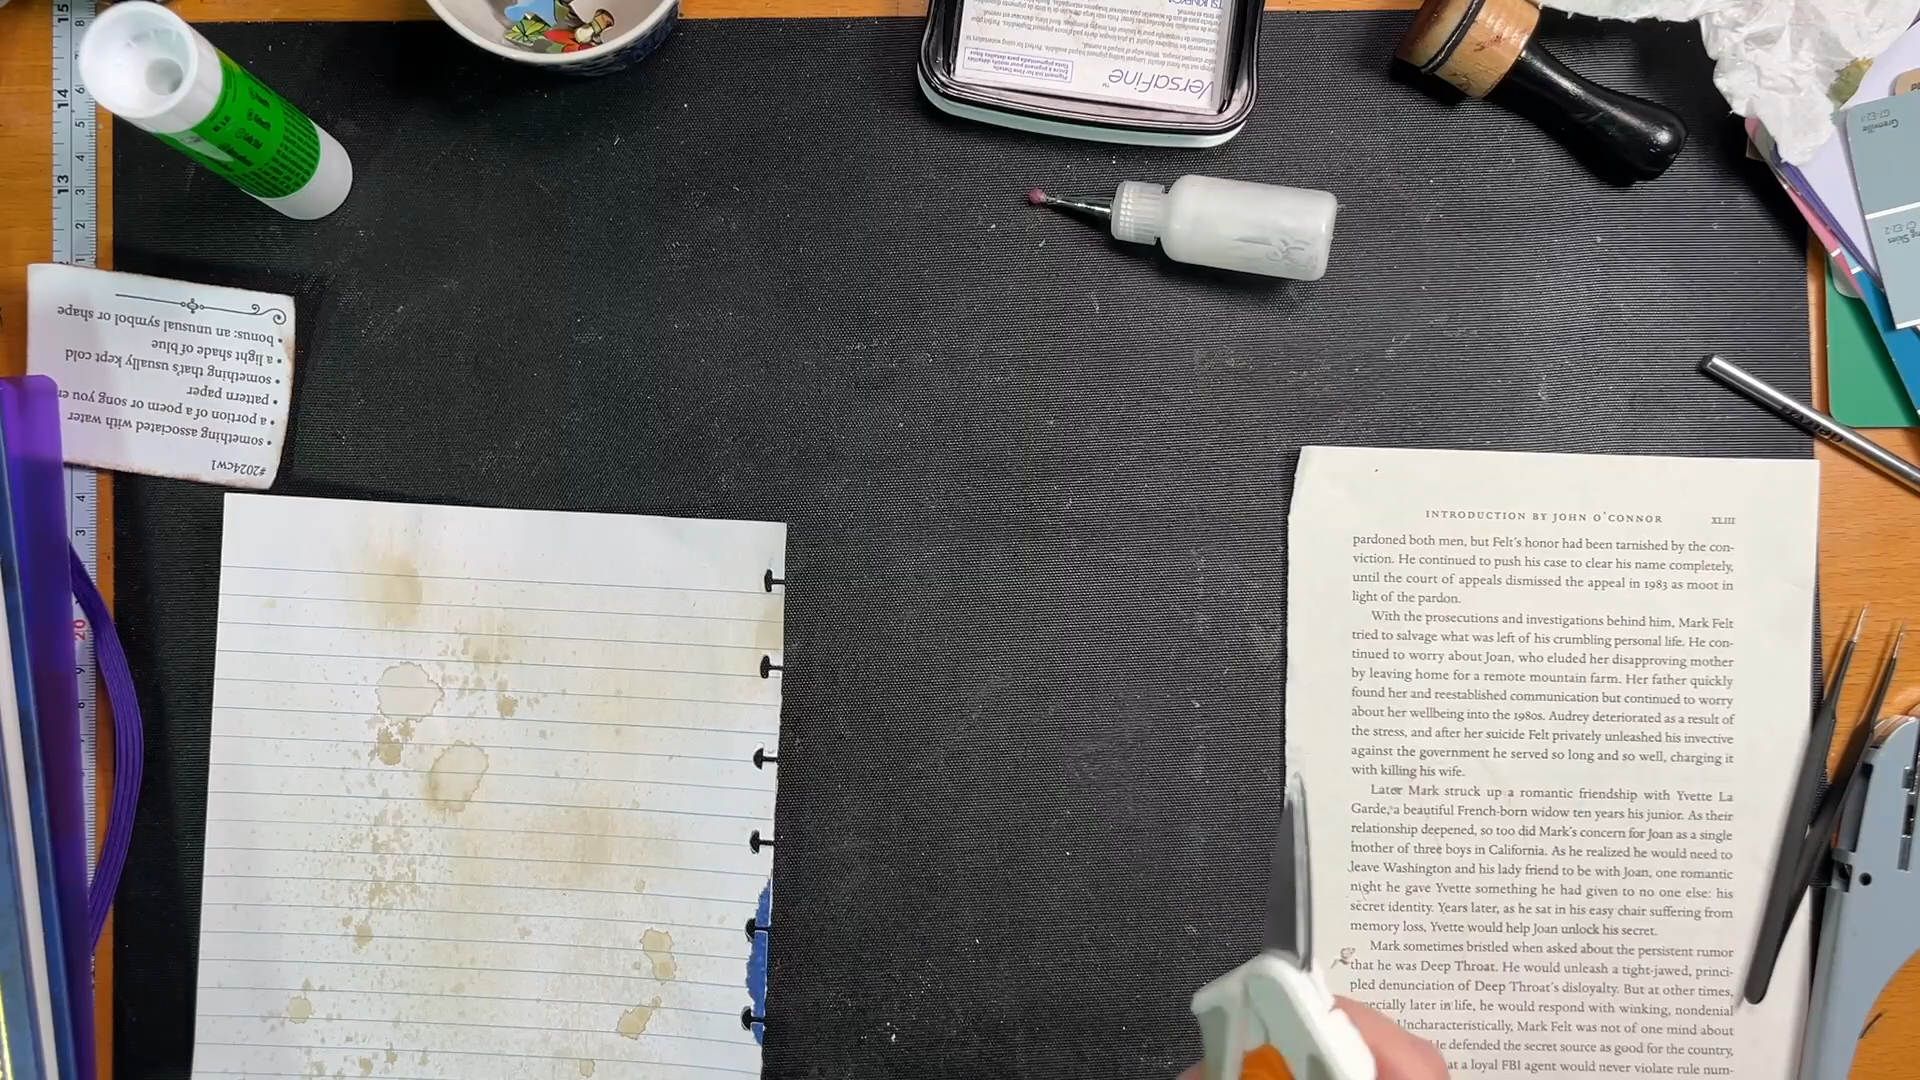 VersaFine
Pigment Ink for Fine Details
TSUKINEKO
Grenville
#2024cw1
• something associated with water
• a portion of a poem or song you
• pattern paper
• something that's usually kept cold
• a light shade of blue
• bonus: an unusual symbol or shape
15
14
13
20
INTRODUCTION BY JOHN O'CONNOR XLIII
pardoned both men, but Felt's honor had been tarnished by the con-
viction. He continued to push his case to clear his name completely,
until the court of appeals dismissed the appeal in 1983 as moot in
light of the pardon.
With the prosecutions and investigations behind him, Mark Felt
tried to salvage what was left of his crumbling personal life. He con-
tinued to worry about Joan, who eluded her disapproving mother
by leaving home for a remote mountain farm. Her father quickly
found her and reestablished communication but continued to worry
about her wellbeing into the 1980s. Audrey deteriorated as a result of
the stress, and after her suicide Felt privately unleashed his invective
against the government he served so long and so well, charging it
with killing his wife.
Later Mark struck up a romantic friendship with Yvette La
Garde, a beautiful French-born widow ten years his junior. As their
relationship deepened, so too did Mark's concern for Joan as a single
mother of three boys in California. As he realized he would need to
leave Washington and his lady friend to be with Joan, one romantic
night he gave Yvette something he had given to no one else: his
secret identity. Years later, as he sat in his easy chair suffering from
memory loss, Yvette would help Joan unlock his secret.
Mark sometimes bristled when asked about the persistent rumor
that he was Deep Throat. He would unleash a tight-jawed, princi-
pled denunciation of Deep Throat's disloyalty. But at other times,
especially later in life, he would respond with winking, nondenial
Uncharacteristically, Mark Felt was not of one mind about
He defended the secret source as good for the country,
at a loyal FBI agent would never violate rule num-